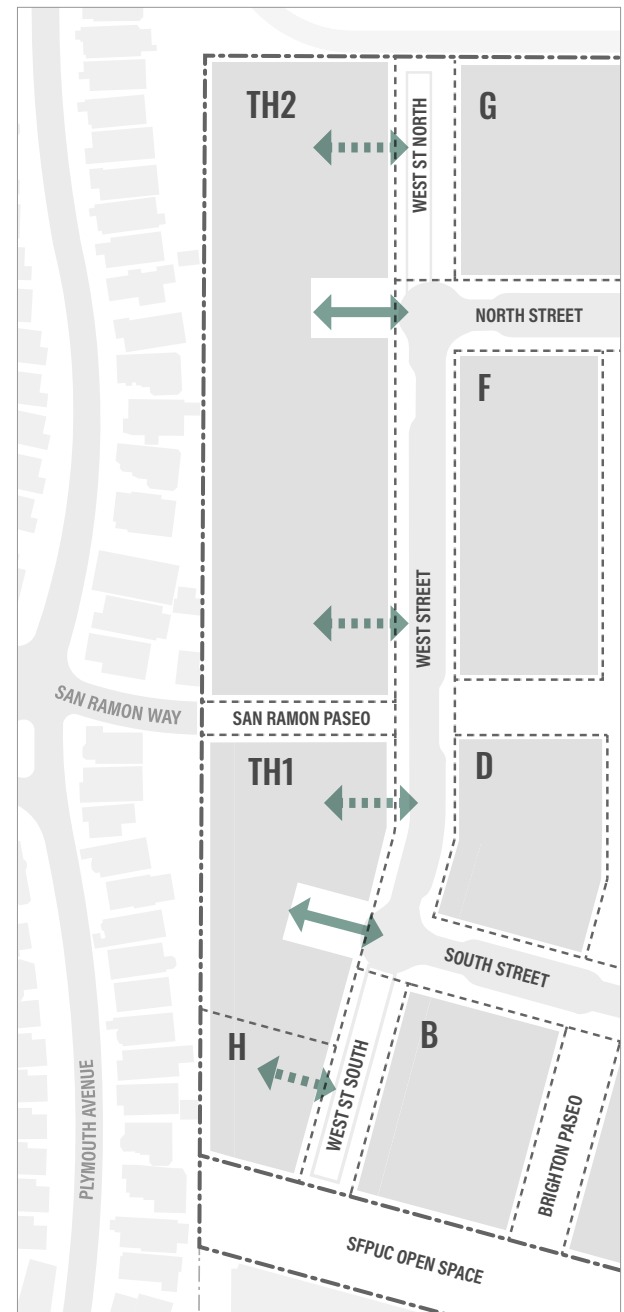 TH2
G
WEST ST NORTH
NORTH STREET
F
WEST STREET
SAN RAMON WAY
SAN RAMON PASEO
TH1
D
SOUTH STREET
H
B
WEST ST SOUTH
PLYMOUTH AVENUE
BRIGHTON PASEO
SFPUC OPEN SPACE